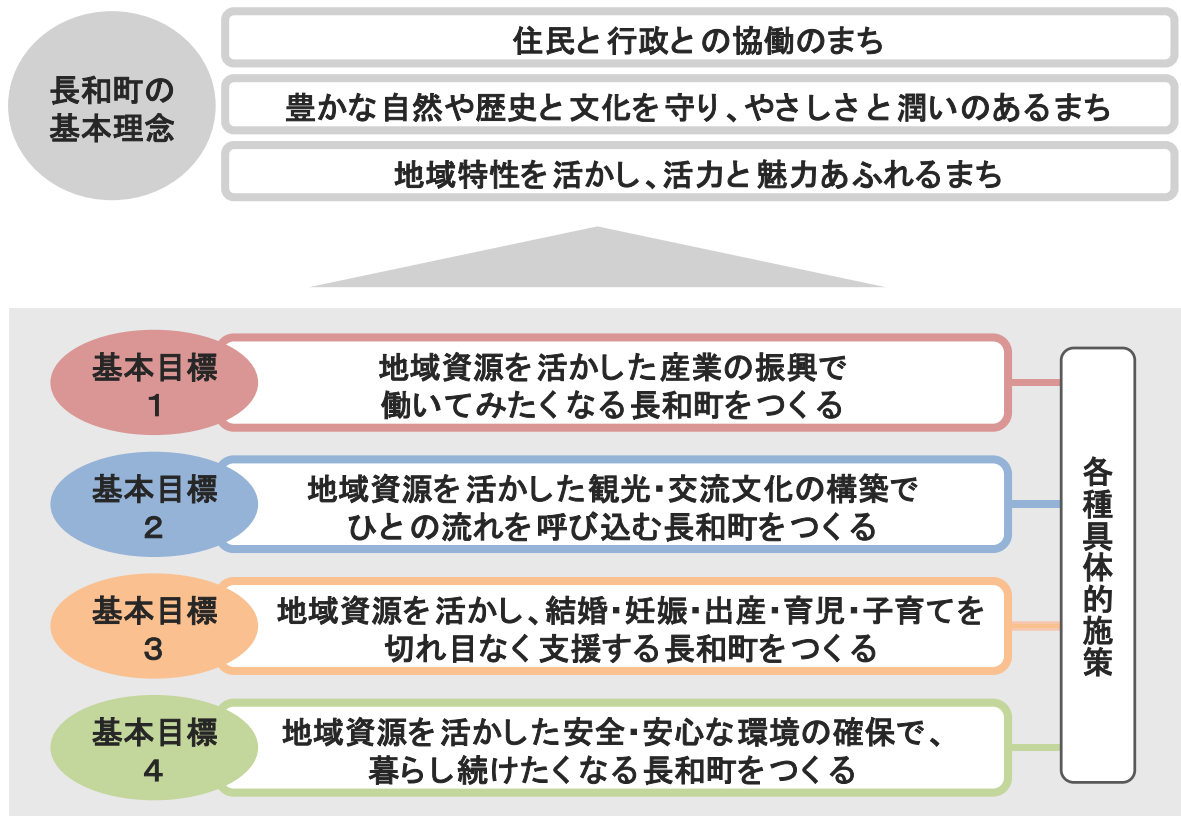 長和町の
基本理念
住民と行政との協働のまち
豊かな自然や歴史と文化を守り、やさしさと潤いのあるまち
地域特性を活かし、活力と魅力あふれるまち
基本目標
1
地域資源を活かした産業の振興で
働いてみたくなる長和町をつくる
基本目標
2
地域資源を活かした観光・交流文化の構築で
ひとの流れを呼び込む長和町をつくる
基本目標
3
地域資源を活かし、結婚・妊娠・出産・育児・子育てを
切れ目なく支援する長和町をつくる
基本目標
4
地域資源を活かした安全・安心な環境の確保で、
暮らし続けたくなる長和町をつくる
各種具体的施策